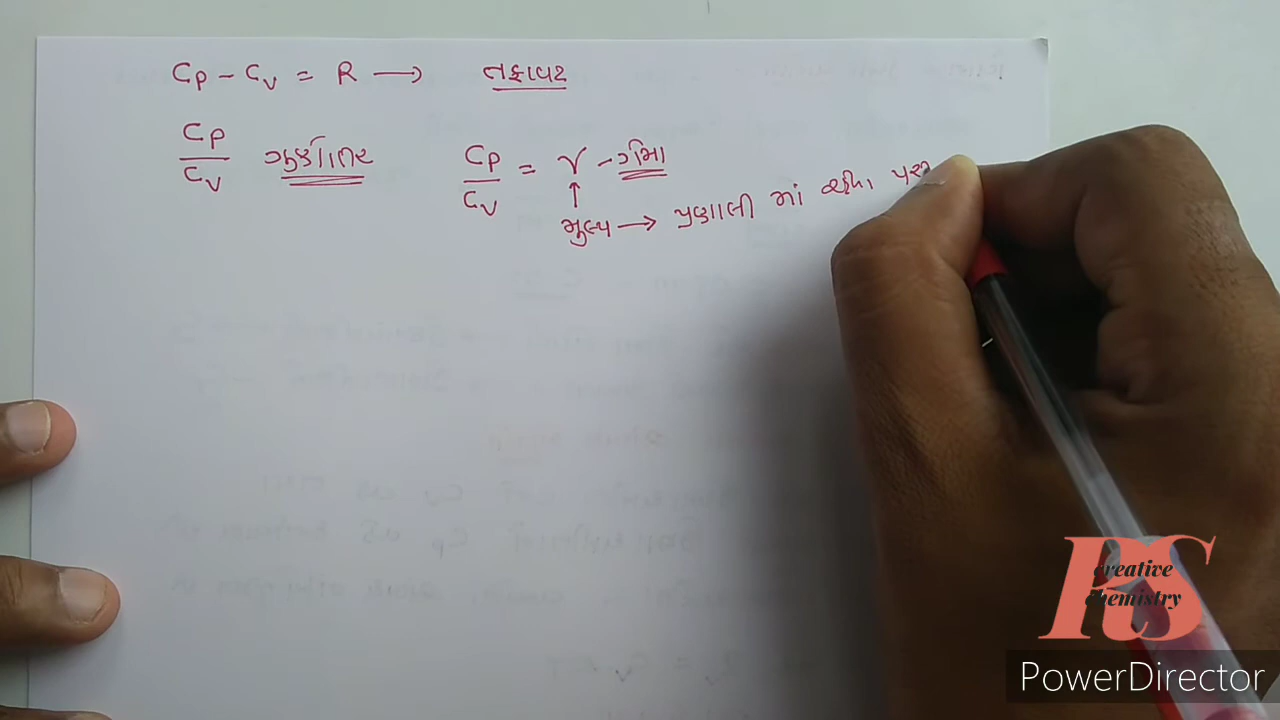 Cp - Cv = R → તફાવત
Cp / Cv ગુણોત્તર
Cp / Cv = γ - ગામા
↑
મુલ્ય → પ્રણાલી માં રહેલા
creative
chemistry
PowerDirector